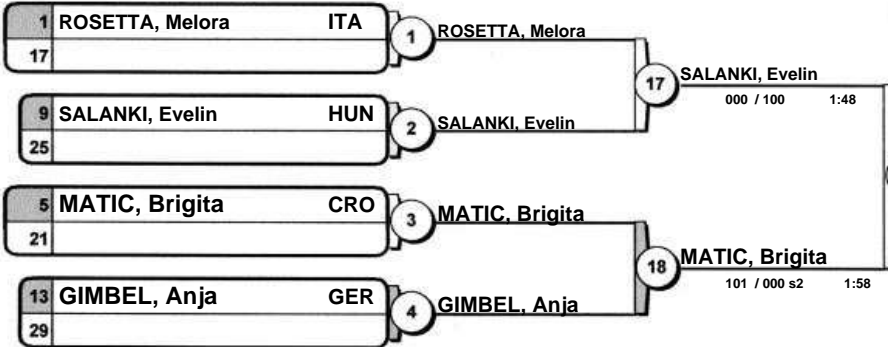 1 ROSETTA, Melora ITA
17
1 ROSETTA, Melora
9 SALANKI, Evelin HUN
25
2 SALANKI, Evelin
17 SALANKI, Evelin
000 / 100 1:48
5 MATIC, Brigita CRO
21
3 MATIC, Brigita
13 GIMBEL, Anja GER
29
4 GIMBEL, Anja
18 MATIC, Brigita
101 / 000 s2 1:58